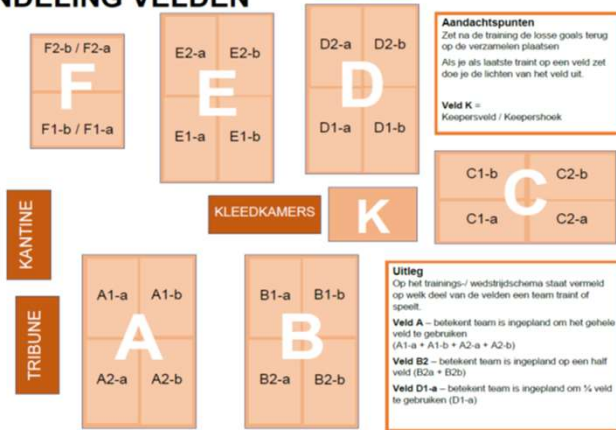 NDELING VELDEN
F2-b / F2-a
F
F1-b / F1-a
E2-a E2-b
E
E1-a E1-b
D2-a D2-b
D
D1-a D1-b
Aandachtspunten
Zet na de training de losse goals terug
op de verzamelen plaatsen
Als je als laatste traint op een veld zet
doe je de lichten van het veld uit.
Veld K =
Keepersveld / Keepershoek
C1-b C2-b
C
C1-a C2-a
KANTINE
KLEEDKAMERS
K
TRIBUNE
A1-a A1-b
A
A2-a A2-b
B1-a B1-b
B
B2-a B2-b
Uitleg
Op het trainings-/ wedstrijdschema staat vermeld
op welk deel van de velden een team traint of
speelt.
Veld A – betekent team is ingepland om het gehele
veld te gebruiken
(A1-a + A1-b + A2-a + A2-b)
Veld B2 – betekent team is ingepland op een half
veld (B2a + B2b)
Veld D1-a – betekent team is ingepland om ¼ veld
te gebruiken (D1-a)